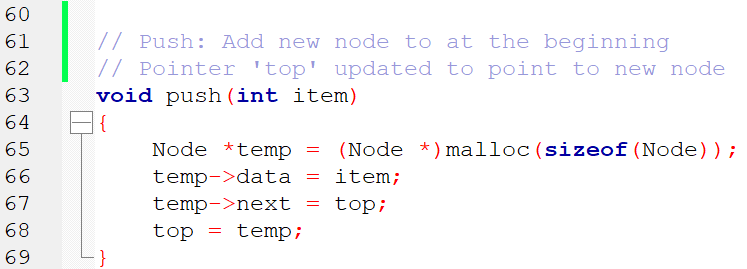 60
61 // Push: Add new node to at the beginning
62 // Pointer 'top' updated to point to new node
63 void push(int item)
64 {
65 Node *temp = (Node *)malloc(sizeof(Node));
66 temp->data = item;
67 temp->next = top;
68 top = temp;
69 }